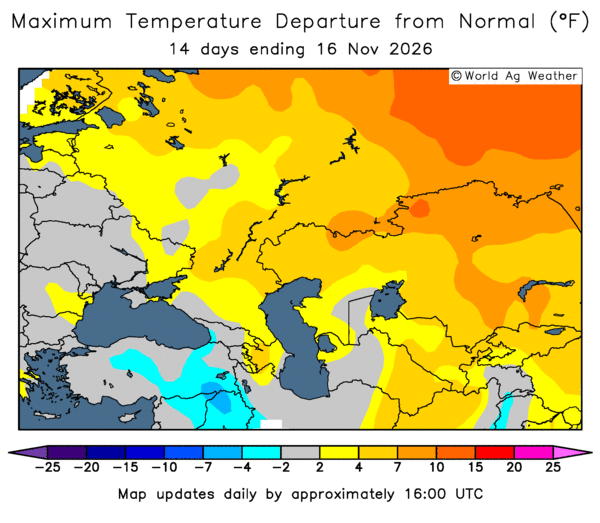 Maximum Temperature Departure from Normal (°F)
14 days ending 16 Nov 2026
© World Ag Weather
-25 -20 -15 -10 -7 -4 -2 2 4 7 10 15 20 25
Map updates daily by approximately 16:00 UTC